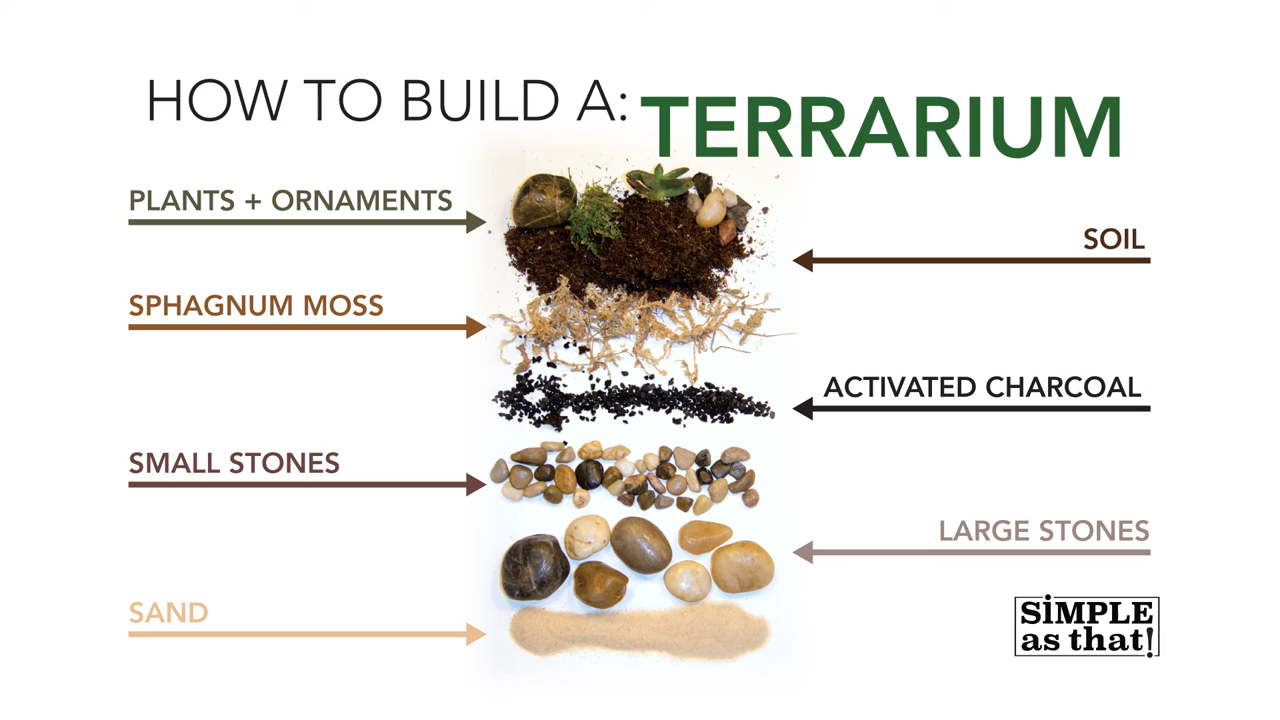 HOW TO BUILD A: TERRARIUM
PLANTS + ORNAMENTS
SOIL
SPHAGNUM MOSS
ACTIVATED CHARCOAL
SMALL STONES
LARGE STONES
SAND
SiMPLE
as that!